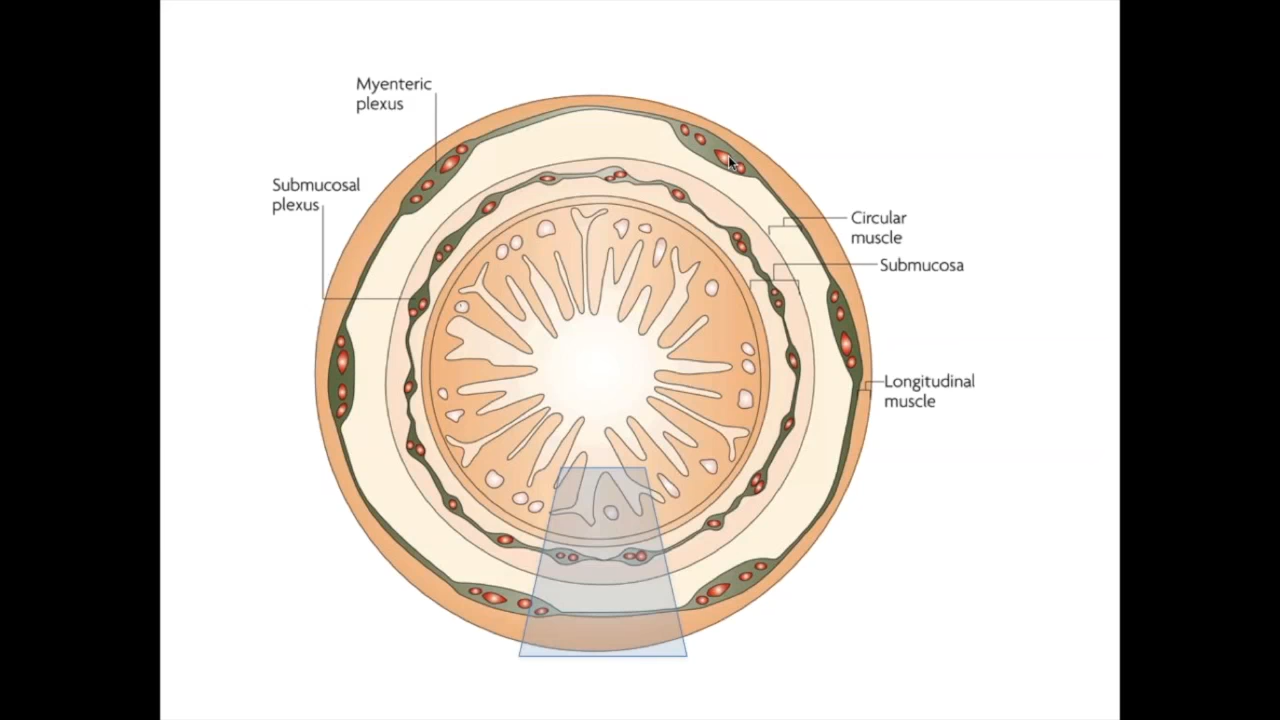 Myenteric
plexus
Submucosal
plexus
Circular
muscle
Submucosa
Longitudinal
muscle